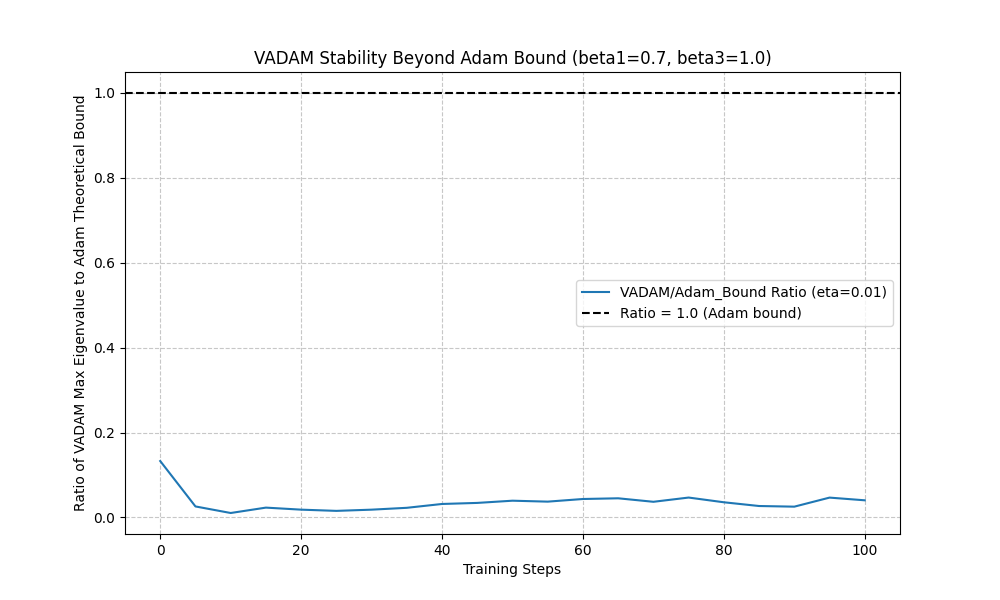 VADAM Stability Beyond Adam Bound (beta1=0.7, beta3=1.0)
Ratio of VADAM Max Eigenvalue to Adam Theoretical Bound
1.0
0.8
0.6
0.4
0.2
0.0
VADAM/Adam_Bound Ratio (eta=0.01)
Ratio = 1.0 (Adam bound)
0 20 40 60 80 100
Training Steps